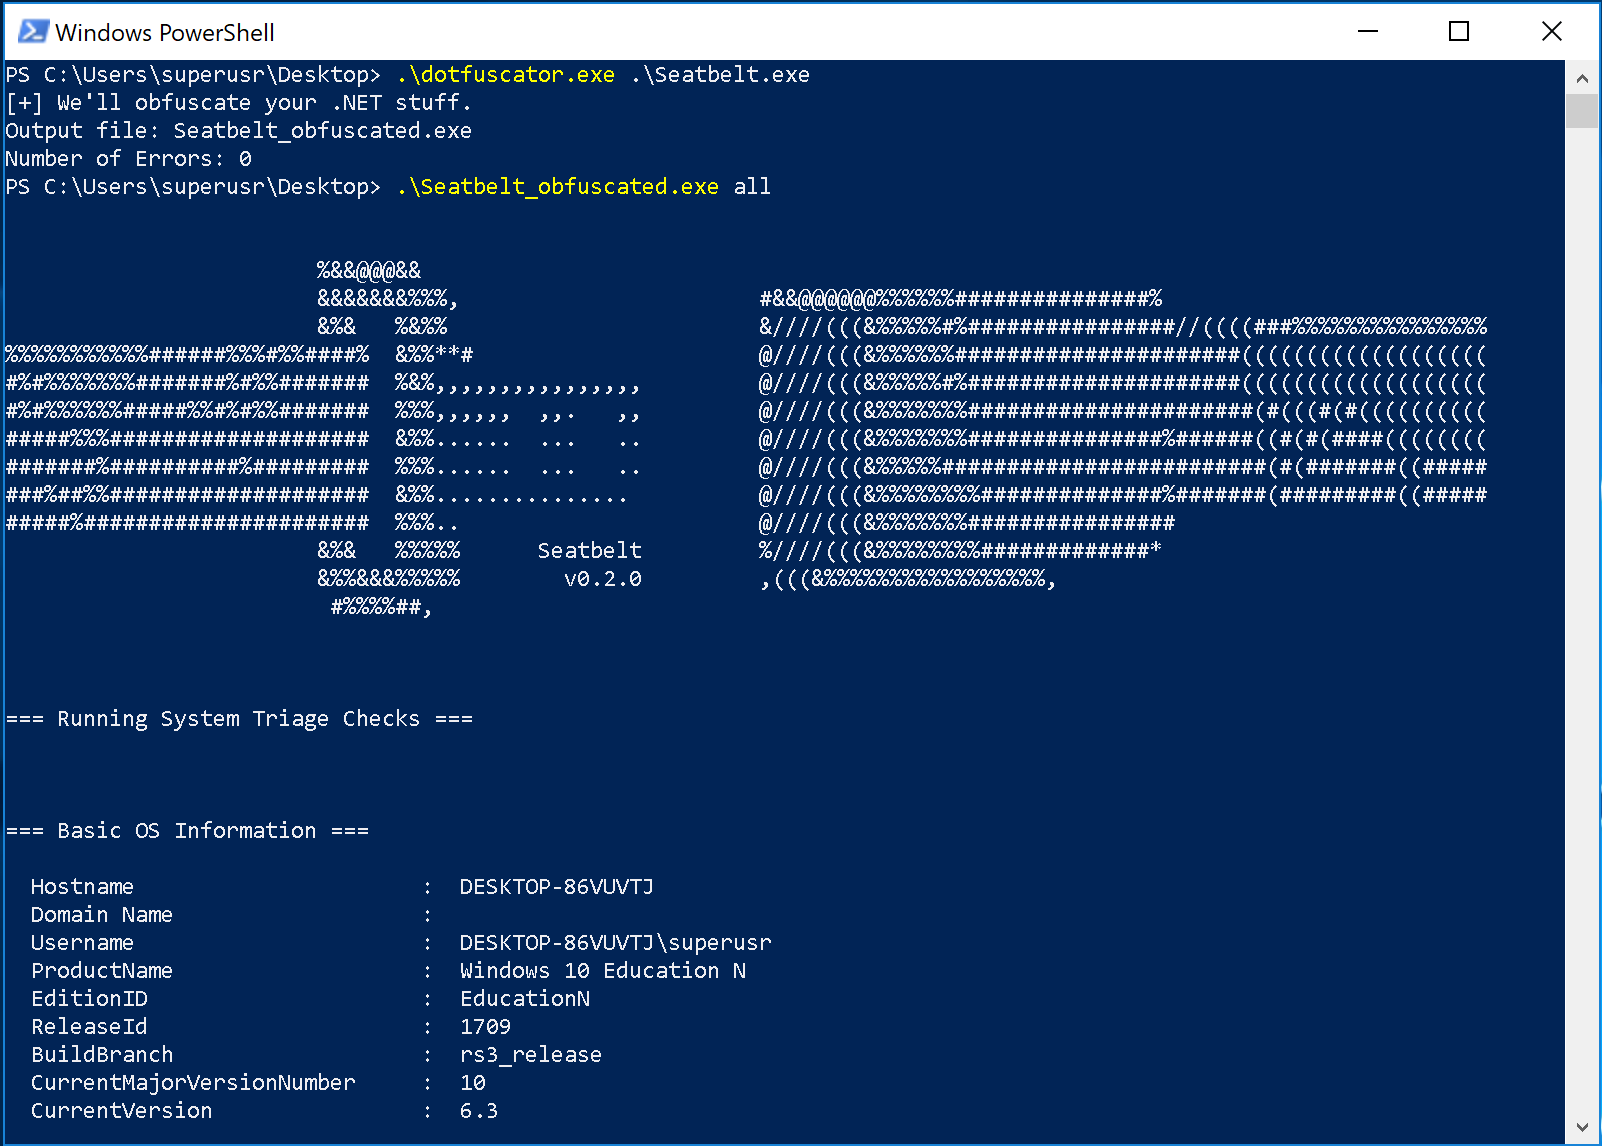 Windows PowerShell
PS C:\Users\superusr\Desktop> .\dotfuscator.exe .\Seatbelt.exe
[+] We'll obfuscate your .NET stuff.
Output file: Seatbelt_obfuscated.exe
Number of Errors: 0
PS C:\Users\superusr\Desktop> .\Seatbelt_obfuscated.exe all
Seatbelt
v0.2.0
=== Running System Triage Checks ===
=== Basic OS Information ===
Hostname : DESKTOP-86VUVTJ
Domain Name :
Username : DESKTOP-86VUVTJ\superusr
ProductName : Windows 10 Education N
EditionID : EducationN
ReleaseId : 1709
BuildBranch : rs3_release
CurrentMajorVersionNumber : 10
CurrentVersion : 6.3